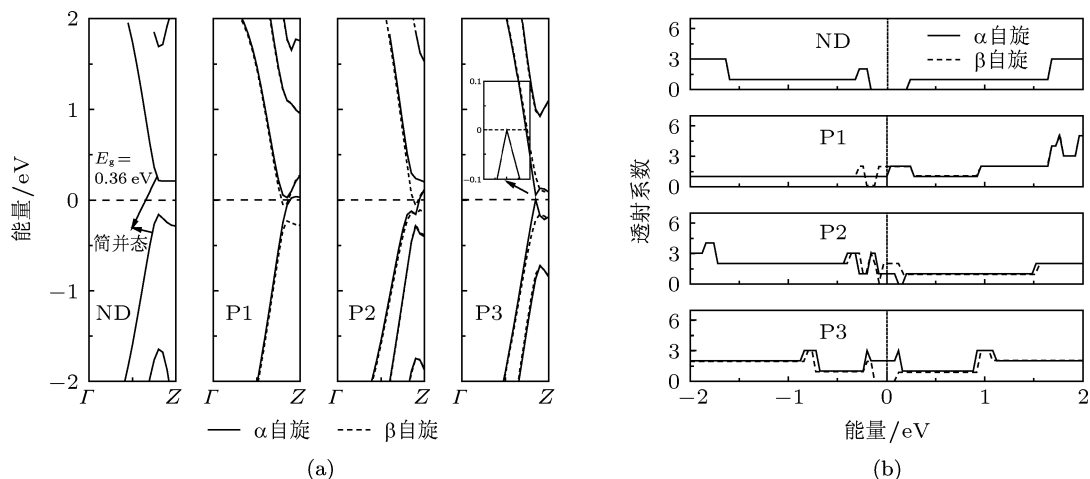 2
1
0
−1
−2
能量/eV
E_g=
0.36 eV
简并态
ND
P1
P2
P3
0.1
0
−0.1
Γ Z
Γ Z
Γ Z
Γ Z
α自旋 β自旋
(a)
6
3
0
ND
α自旋
β自旋
6
3
0
P1
6
3
0
P2
6
3
0
P3
透射系数
−2 −1 0 1 2
能量/eV
(b)